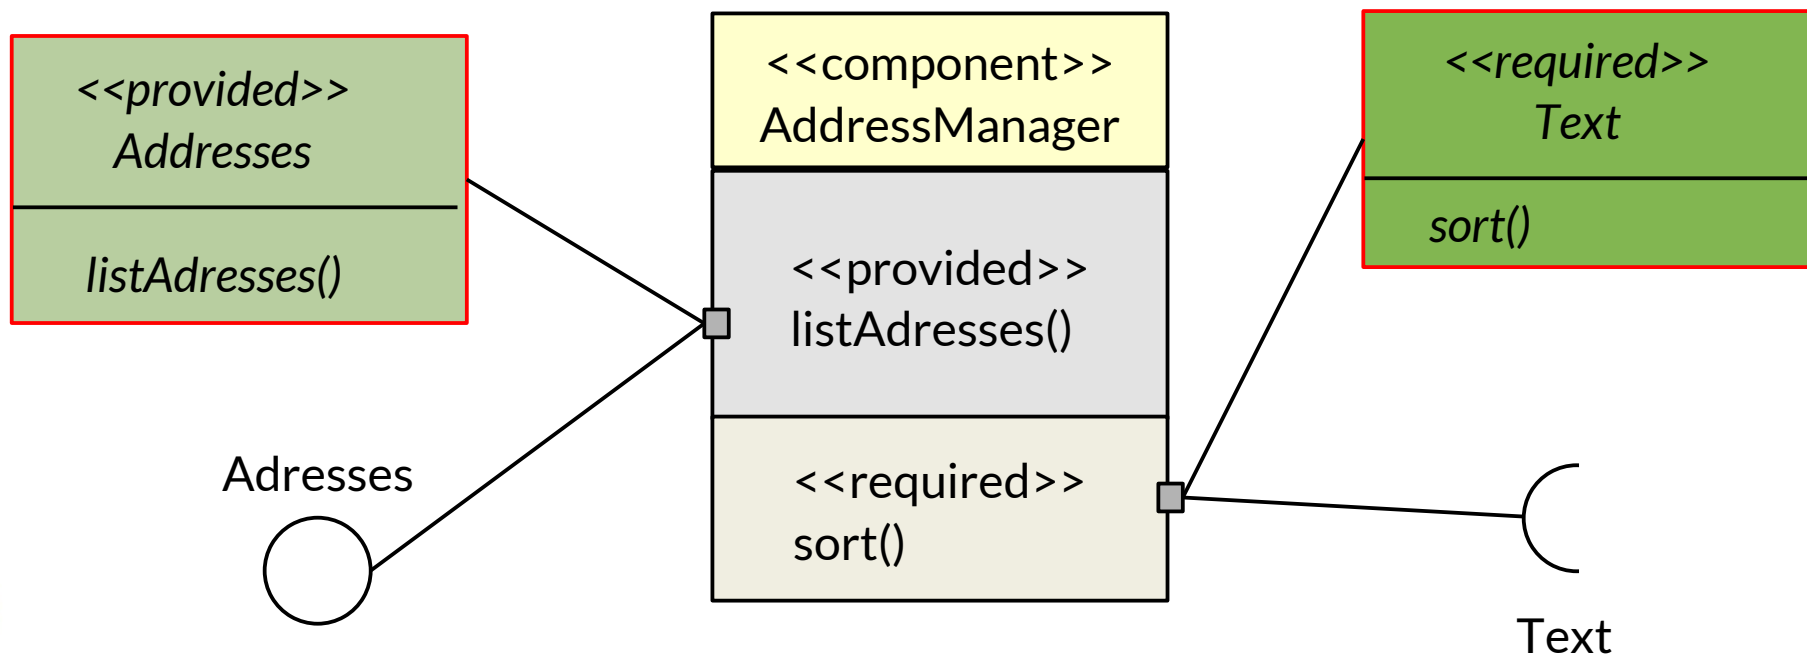 <<provided>>
Addresses
listAdresses()
Adresses
<<component>>
AddressManager
<<provided>>
listAdresses()
<<required>>
sort()
<<required>>
Text
sort()
Text